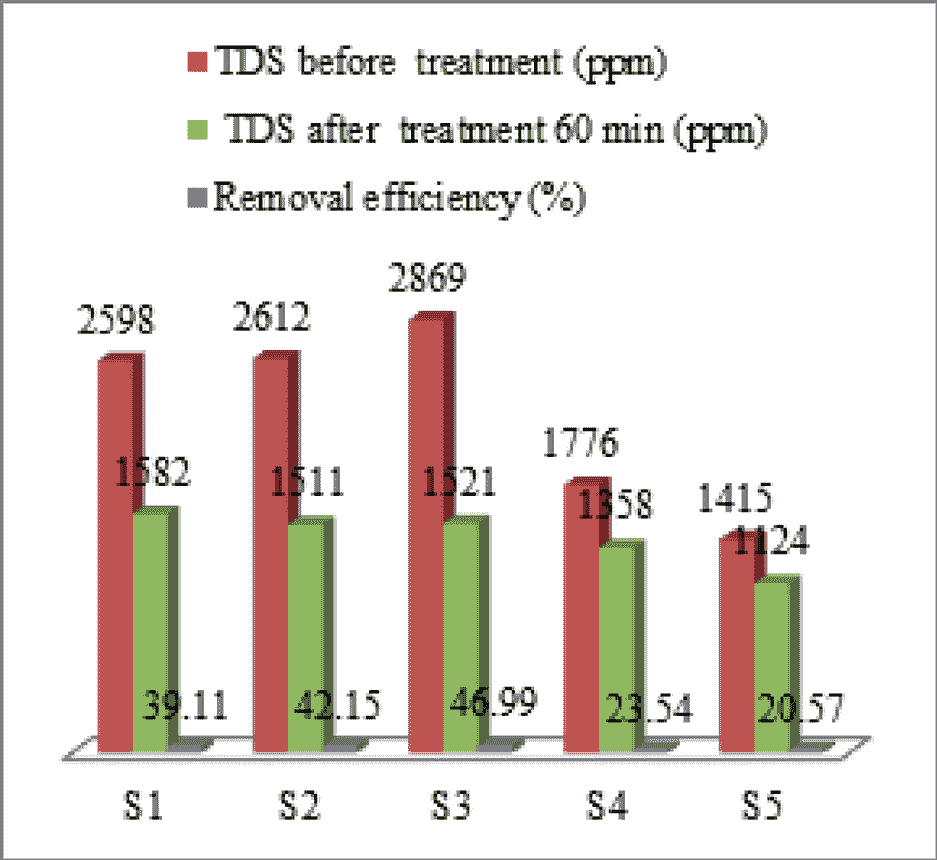 TDS before treatment (ppm)
TDS after treatment 60 min (ppm)
Removal efficiency (%)
2598
2612
2869
1776
1415
1582
1511
1521
1358
1124
39.11
42.15
46.99
23.54
20.57
S1
S2
S3
S4
S5